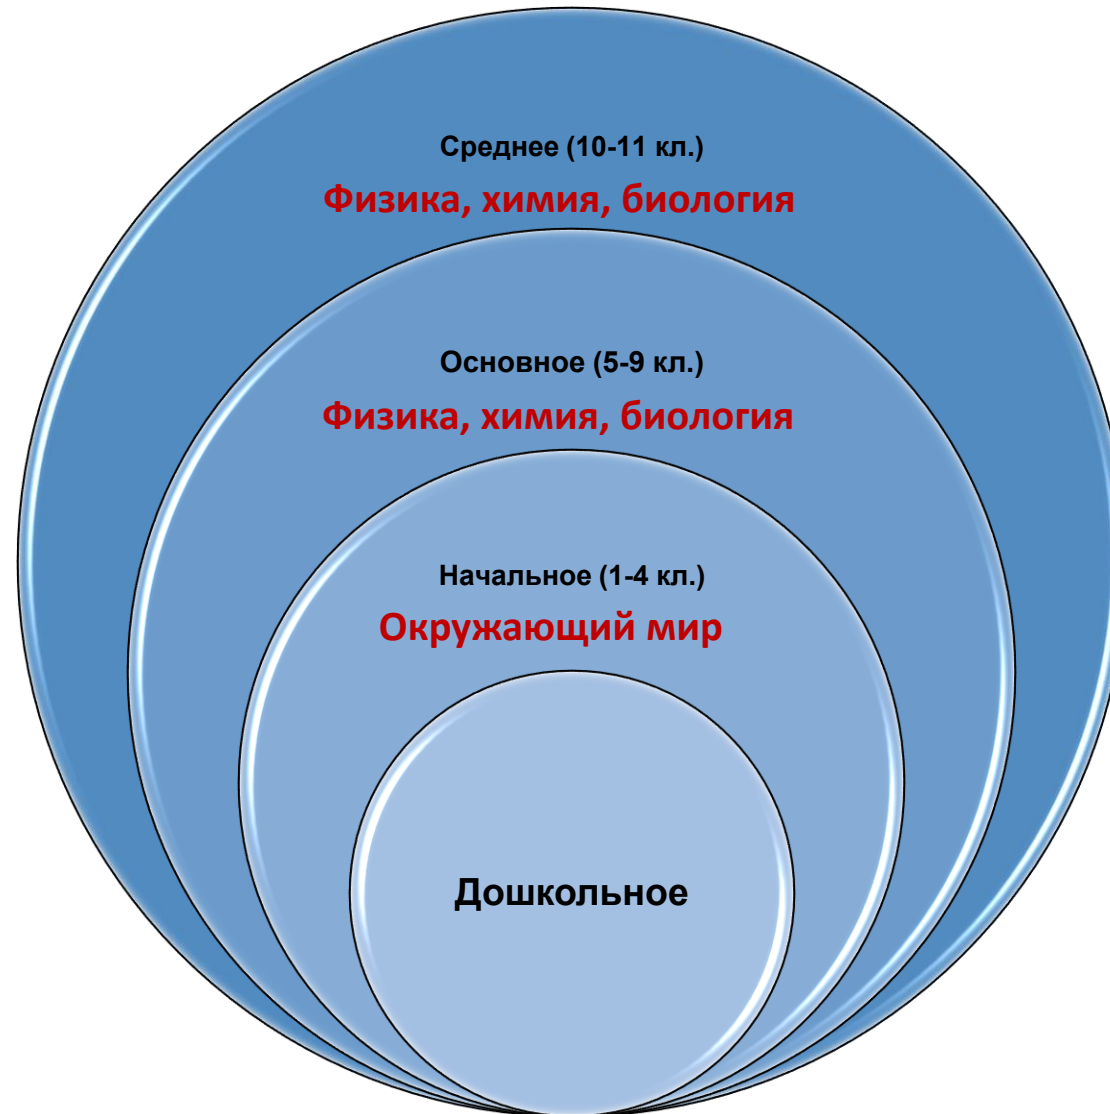 Среднее (10-11 кл.)
Физика, химия, биология
Основное (5-9 кл.)
Физика, химия, биология
Начальное (1-4 кл.)
Окружающий мир
Дошкольное